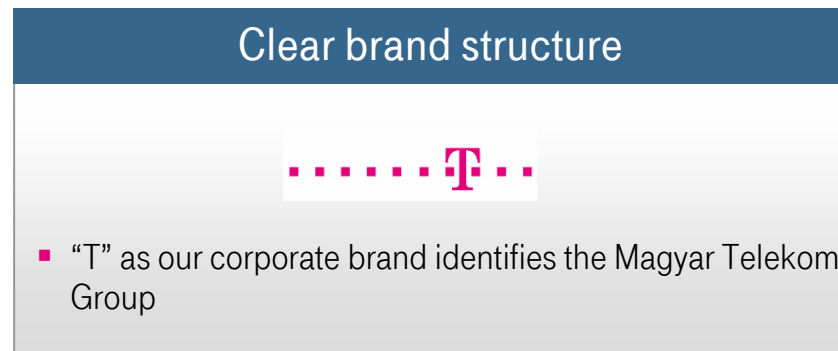 Clear brand structure
T
“T” as our corporate brand identifies the Magyar Telekom
Group